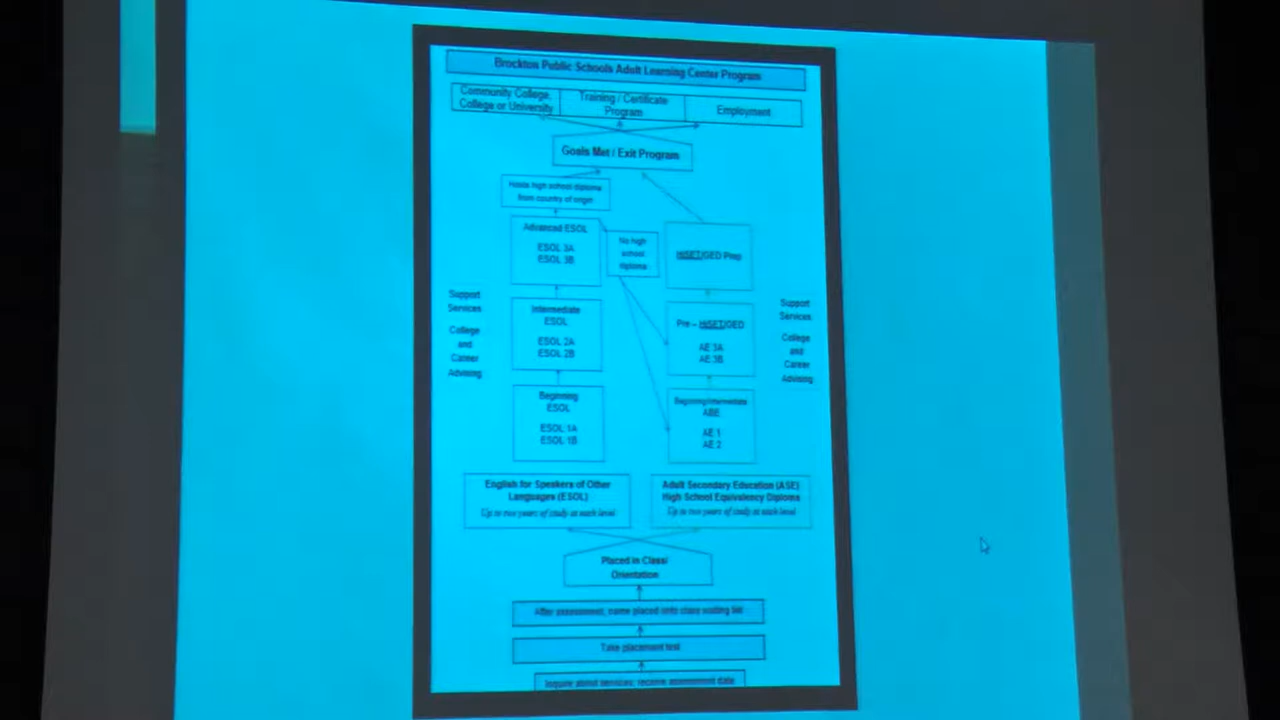 Brockton Public Schools Adult Learning Center Program
Community College,
College or University
Training / Certificate
Program
Employment
Goals Met / Exit Program
Holds high school diploma
from country of origin
Advanced ESOL
ESOL 3A
ESOL 3B
No high
school
diploma
HiSET/GED Prep
Support
Services
College
and
Career
Advising
Intermediate
ESOL
ESOL 2A
ESOL 2B
Pre – HiSET/GED
AE 3A
AE 3B
Support
Services
College
and
Career
Advising
Beginning
ESOL
ESOL 1A
ESOL 1B
Beginning/Intermediate
ABE
AE 1
AE 2
English for Speakers of Other
Languages (ESOL)
Up to two years of study at each level
Adult Secondary Education (ASE)
High School Equivalency Diploma
Up to two years of study at each level
Placed in Class/
Orientation
After assessment, name placed onto class waiting list
Take placement test
Inquire about services; receive assessment date